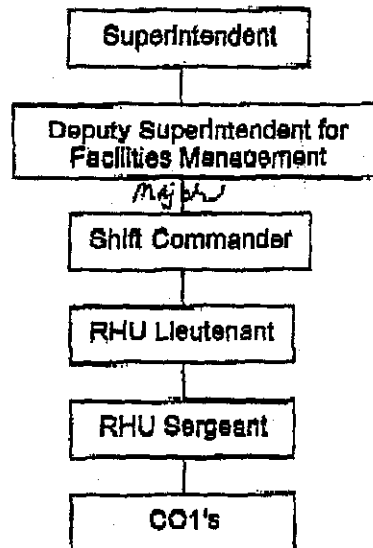 Superintendent
Deputy Superintendent for
Facilities Management
Major
Shift Commander
RHU Lieutenant
RHU Sergeant
CO1's